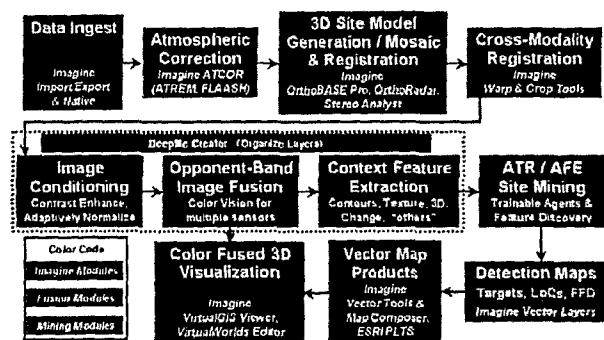 Data Ingest
Imagine
Import Export
& Native
Atmospheric
Correction
Imagine ATCOR
(ATREM, FLAASH)
3D Site Model
Generation / Mosaic
& Registration
Imagine
OrthoBASE Pro, OrthoRadar,
Stereo Analyst
Cross-Modality
Registration
Imagine
Warp & Crop Tools
Deepfile Creator (Organize Layers)
Image
Conditioning
Contrast Enhance,
Adaptively Normalize
Opponent-Band
Image Fusion
Color Vision for
multiple sensors
Context Feature
Extraction
Contours, Texture, 3D,
Change, "others"
ATR / AFE
Site Mining
Trainable Agents &
Feature Discovery
Color Code
Imagine Modules
Fusion Modules
Mining Modules
Color Fused 3D
Visualization
Imagine
VirtualGIS Viewer,
VirtualWorlds Editor
Vector Map
Products
Imagine
Vector Tools &
Map Composer,
ESRI PLTS
Detection Maps
Targets, LoCs, FFD
Imagine Vector Layers